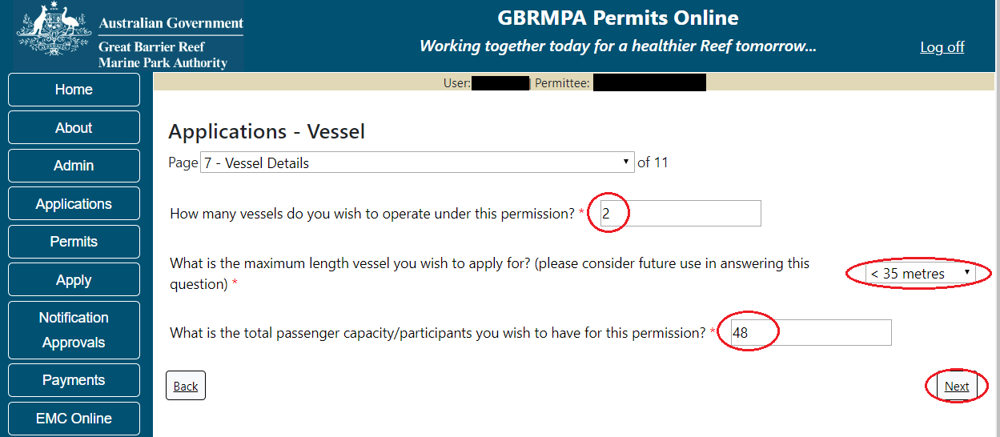 Australian Government
Great Barrier Reef
Marine Park Authority
GBRMPA Permits Online
Working together today for a healthier Reef tomorrow...
Log off
User: | Permittee:
Home
About
Admin
Applications
Permits
Apply
Notification
Approvals
Payments
EMC Online
Applications - Vessel
Page 7 - Vessel Details of 11
How many vessels do you wish to operate under this permission? * 2
What is the maximum length vessel you wish to apply for? (please consider future use in answering this
question) *
< 35 metres
What is the total passenger capacity/participants you wish to have for this permission? * 48
Back
Next